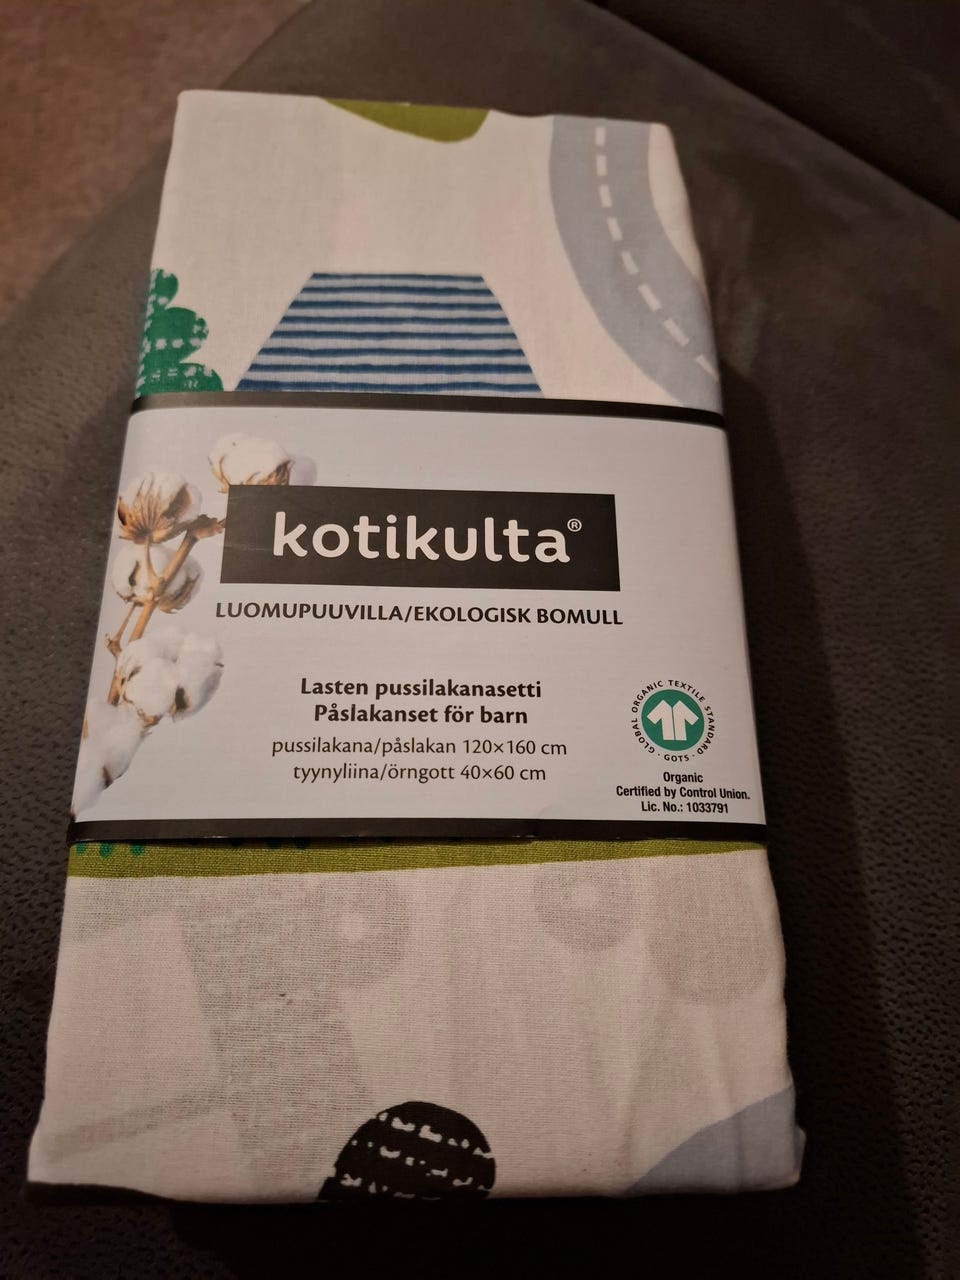 kotikulta®
LUOMUPUUVILLA/EKOLOGISK BOMULL
Lasten pussilakanasetti
Påslakanset för barn
pussilakana/påslakan 120×160 cm
tyynyliina/örngott 40×60 cm
GLOBAL ORGANIC TEXTILE STANDARD · GOTS ·
Organic
Certified by Control Union.
Lic. No.: 1033791